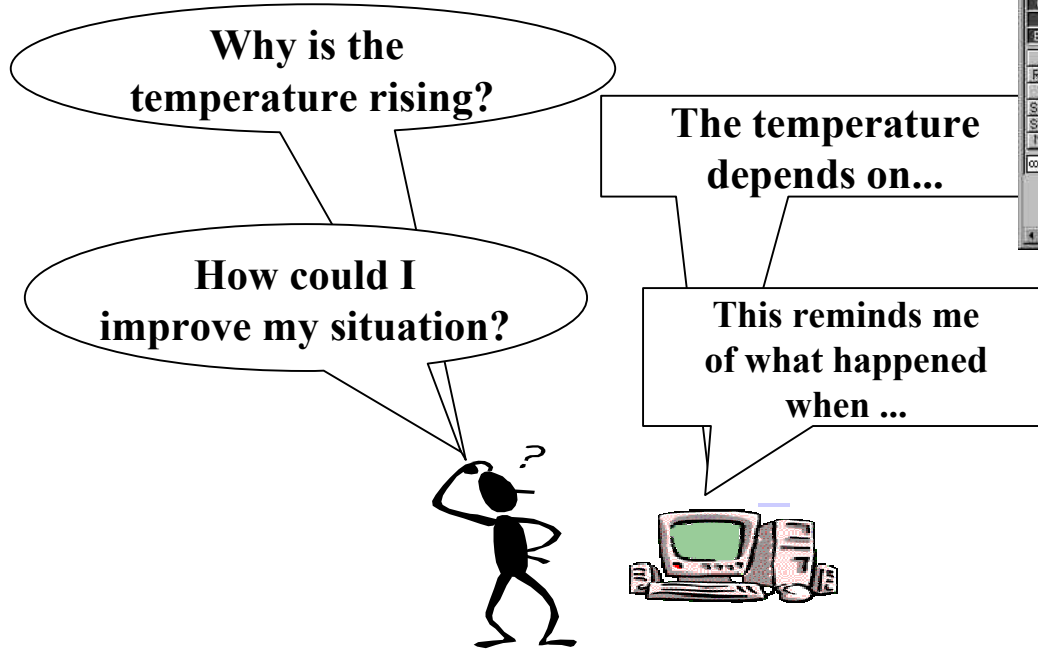 Why is the
temperature rising?
The temperature
depends on...
How could I
improve my situation?
This reminds me
of what happened
when ...
?